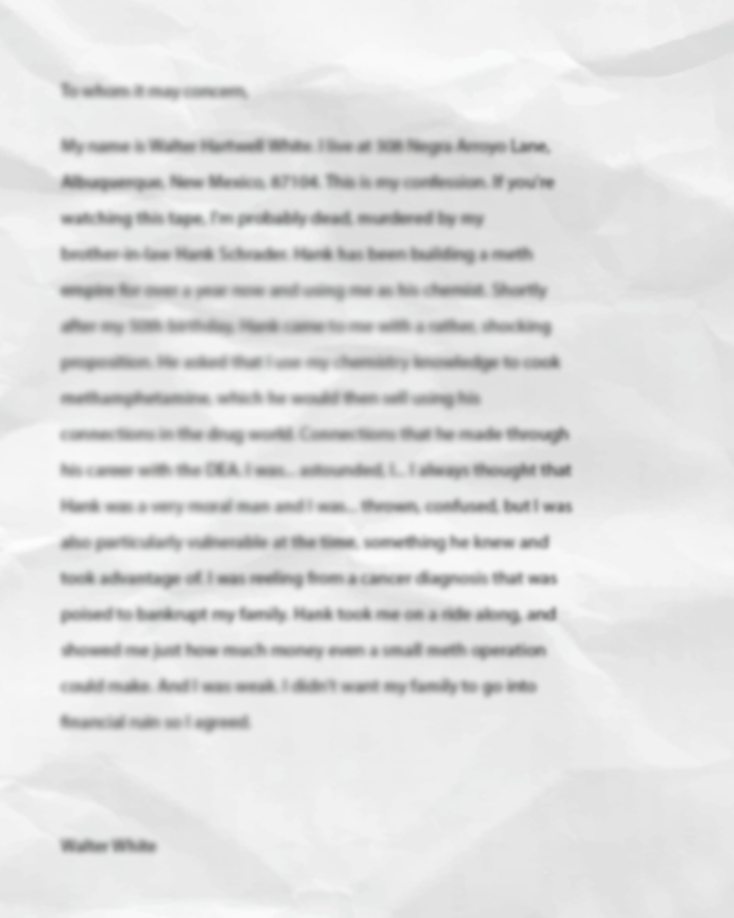 To whom it may concern,
My name is Walter Hartwell White. I live at 308 Negra Arroyo Lane,
Albuquerque, New Mexico, 87104. This is my confession. If you're
watching this tape, I'm probably dead, murdered by my
brother-in-law Hank Schrader. Hank has been building a meth
empire for over a year now and using me as his chemist. Shortly
after my 50th birthday, Hank came to me with a rather, shocking
proposition. He asked that I use my chemistry knowledge to cook
methamphetamine, which he would then sell using his
connections in the drug world. Connections that he made through
his career with the DEA. I was... astounded, I... I always thought that
Hank was a very moral man and I was... thrown, confused, but I was
also particularly vulnerable at the time, something he knew and
took advantage of. I was reeling from a cancer diagnosis that was
poised to bankrupt my family. Hank took me on a ride along, and
showed me just how much money even a small meth operation
could make. And I was weak. I didn't want my family to go into
financial ruin so I agreed.
Walter White